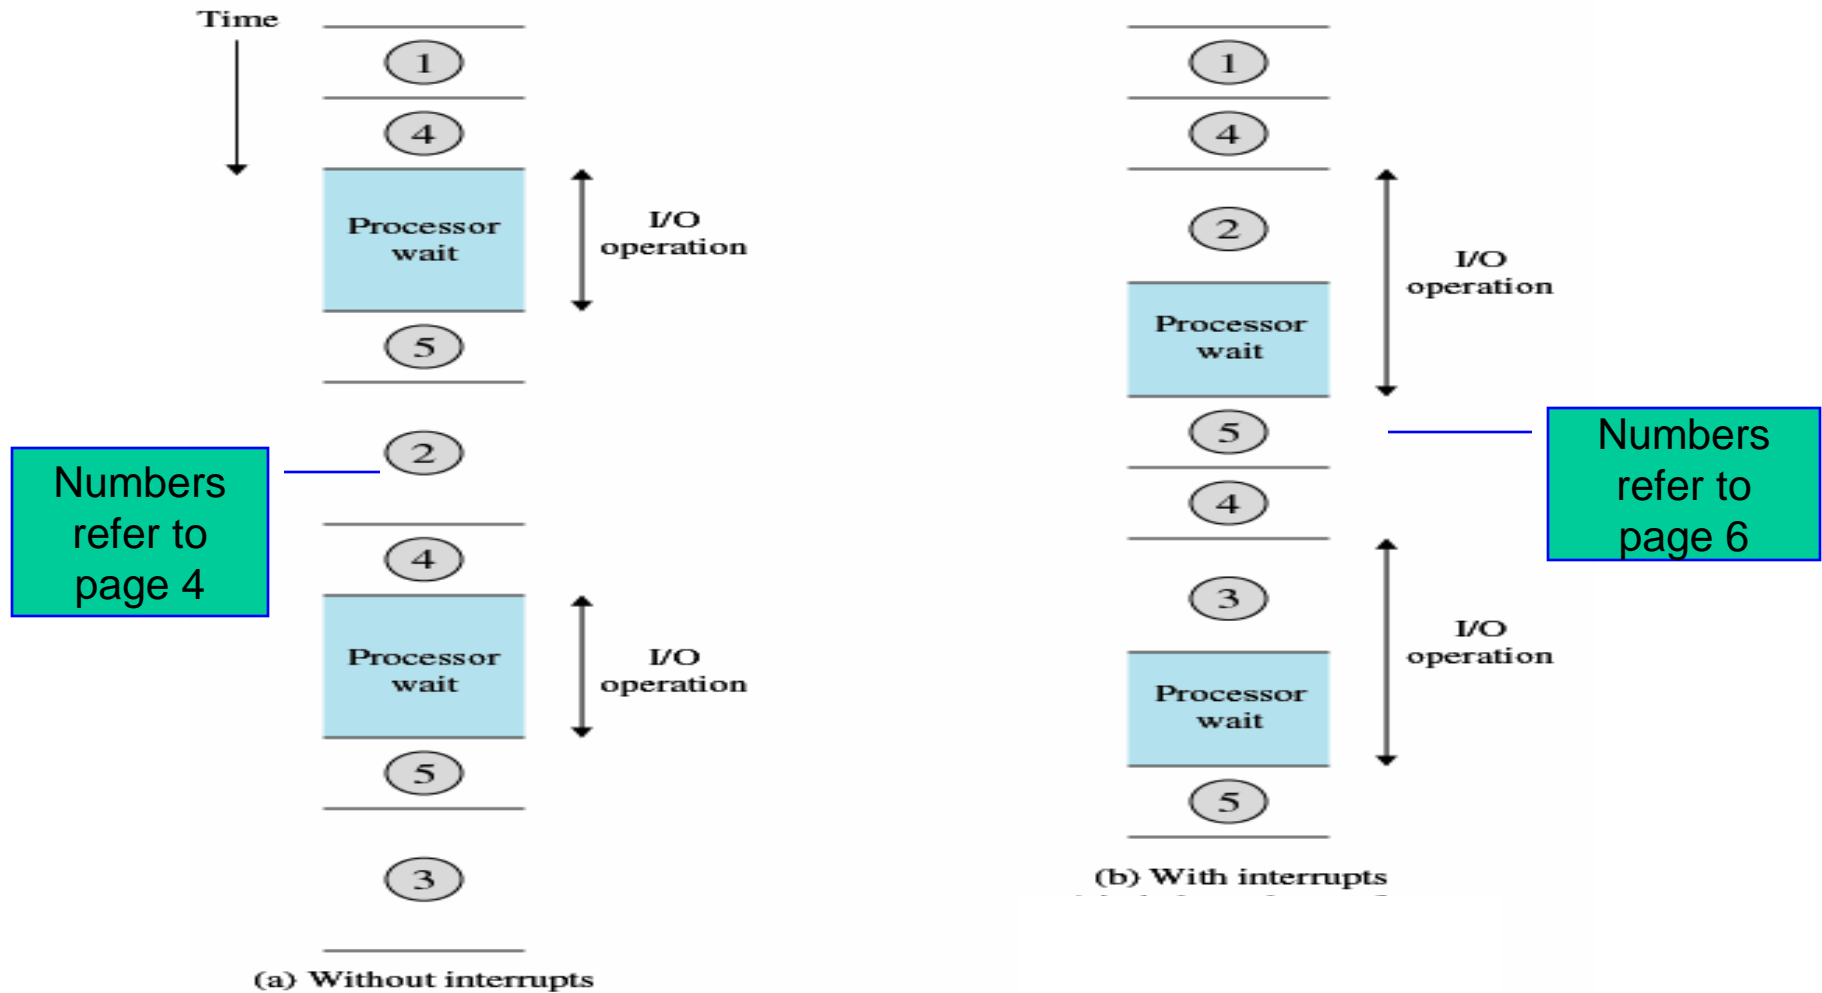 Time
1
4
Processor
wait
I/O
operation
5
2
Numbers
refer to
page 4
4
Processor
wait
I/O
operation
5
3
(a) Without interrupts
1
4
2
I/O
operation
Processor
wait
5
Numbers
refer to
page 6
4
3
I/O
operation
Processor
wait
5
(b) With interrupts